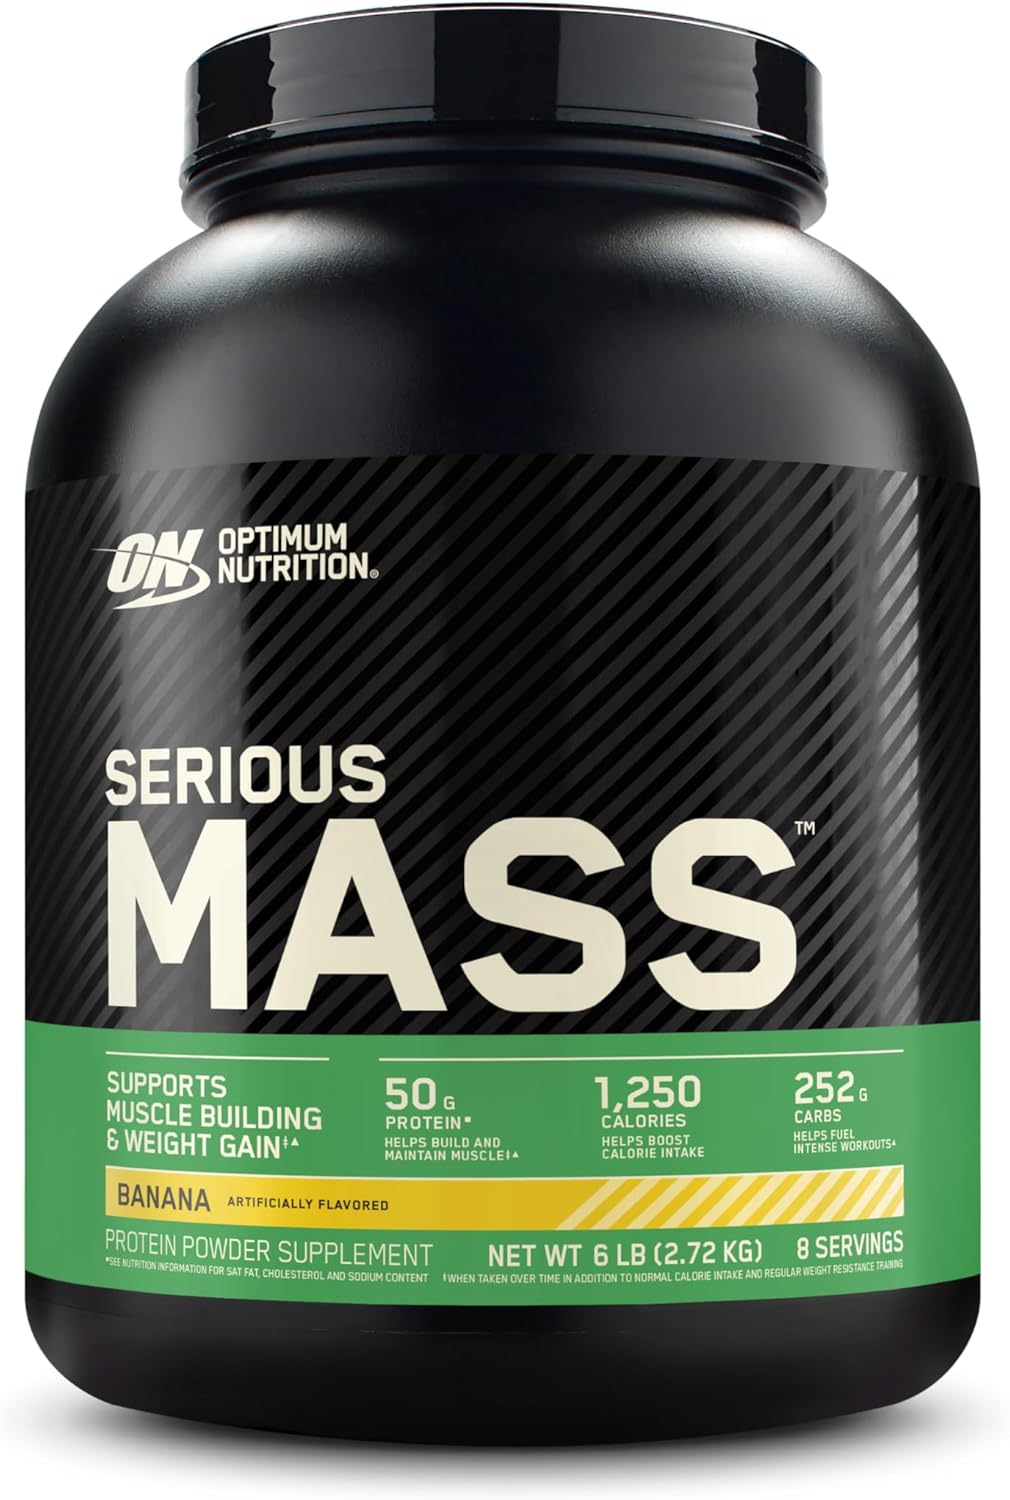 ON OPTIMUM
NUTRITION®
SERIOUS
MASS™
SUPPORTS
MUSCLE BUILDING
& WEIGHT GAIN‡▲
50 G
PROTEIN■
HELPS BUILD AND
MAINTAIN MUSCLE‡▲
1,250
CALORIES
HELPS BOOST
CALORIE INTAKE
252 G
CARBS
HELPS FUEL
INTENSE WORKOUTS▲
BANANA ARTIFICIALLY FLAVORED
PROTEIN POWDER SUPPLEMENT NET WT 6 LB (2.72 KG) 8 SERVINGS
■SEE NUTRITION INFORMATION FOR SAT FAT, CHOLESTEROL AND SODIUM CONTENT ‡WHEN TAKEN OVER TIME IN ADDITION TO NORMAL CALORIE INTAKE AND REGULAR WEIGHT RESISTANCE TRAINING